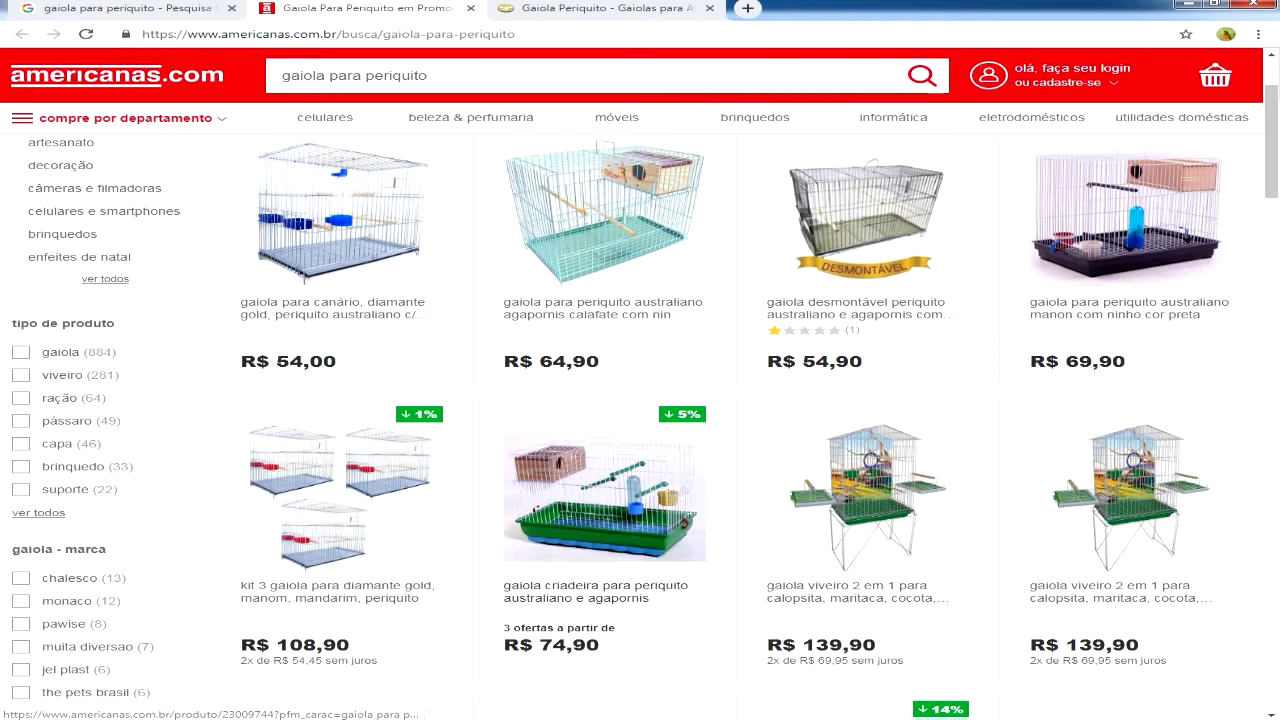 gaiola para periquito - Pesquisa
Gaiola Para Periquito em Promo
Gaiola Periquito - Gaiolas para A
https://www.americanas.com.br/busca/gaiola-para-periquito
americanas.com
gaiola para periquito
olá, faça seu login
ou cadastre-se
compre por departamento
celulares
beleza & perfumaria
móveis
brinquedos
informática
eletrodomésticos
utilidades domésticas
artesanato
decoração
câmeras e filmadoras
celulares e smartphones
brinquedos
enfeites de natal
ver todos
tipo de produto
gaiola (884)
viveiro (281)
ração (64)
pássaro (49)
capa (46)
brinquedo (33)
suporte (22)
ver todos
gaiola - marca
chalesco (13)
monaco (12)
pawise (8)
muita diversao (7)
jel plast (6)
the pets brasil (6)
gaiola para canário, diamante
gold, periquito australiano c/...
R$ 54,00
gaiola para periquito australiano
agapornis calafate com nin
R$ 64,90
DESMONTÁVEL
gaiola desmontável periquito
australiano e agapornis com...
(1)
R$ 54,90
gaiola para periquito australiano
manon com ninho cor preta
R$ 69,90
1%
kit 3 gaiola para diamante gold,
manom, mandarim, periquito
R$ 108,90
2x de R$ 54,45 sem juros
5%
gaiola criadeira para periquito
australiano e agapornis
3 ofertas a partir de
R$ 74,90
gaiola viveiro 2 em 1 para
calopsita, maritaca, cocota,...
R$ 139,90
2x de R$ 69,95 sem juros
gaiola viveiro 2 em 1 para
calopsita, maritaca, cocota,...
R$ 139,90
2x de R$ 69,95 sem juros
14%
https://www.americanas.com.br/produto/23009744?pfm_carac=gaiola para p...